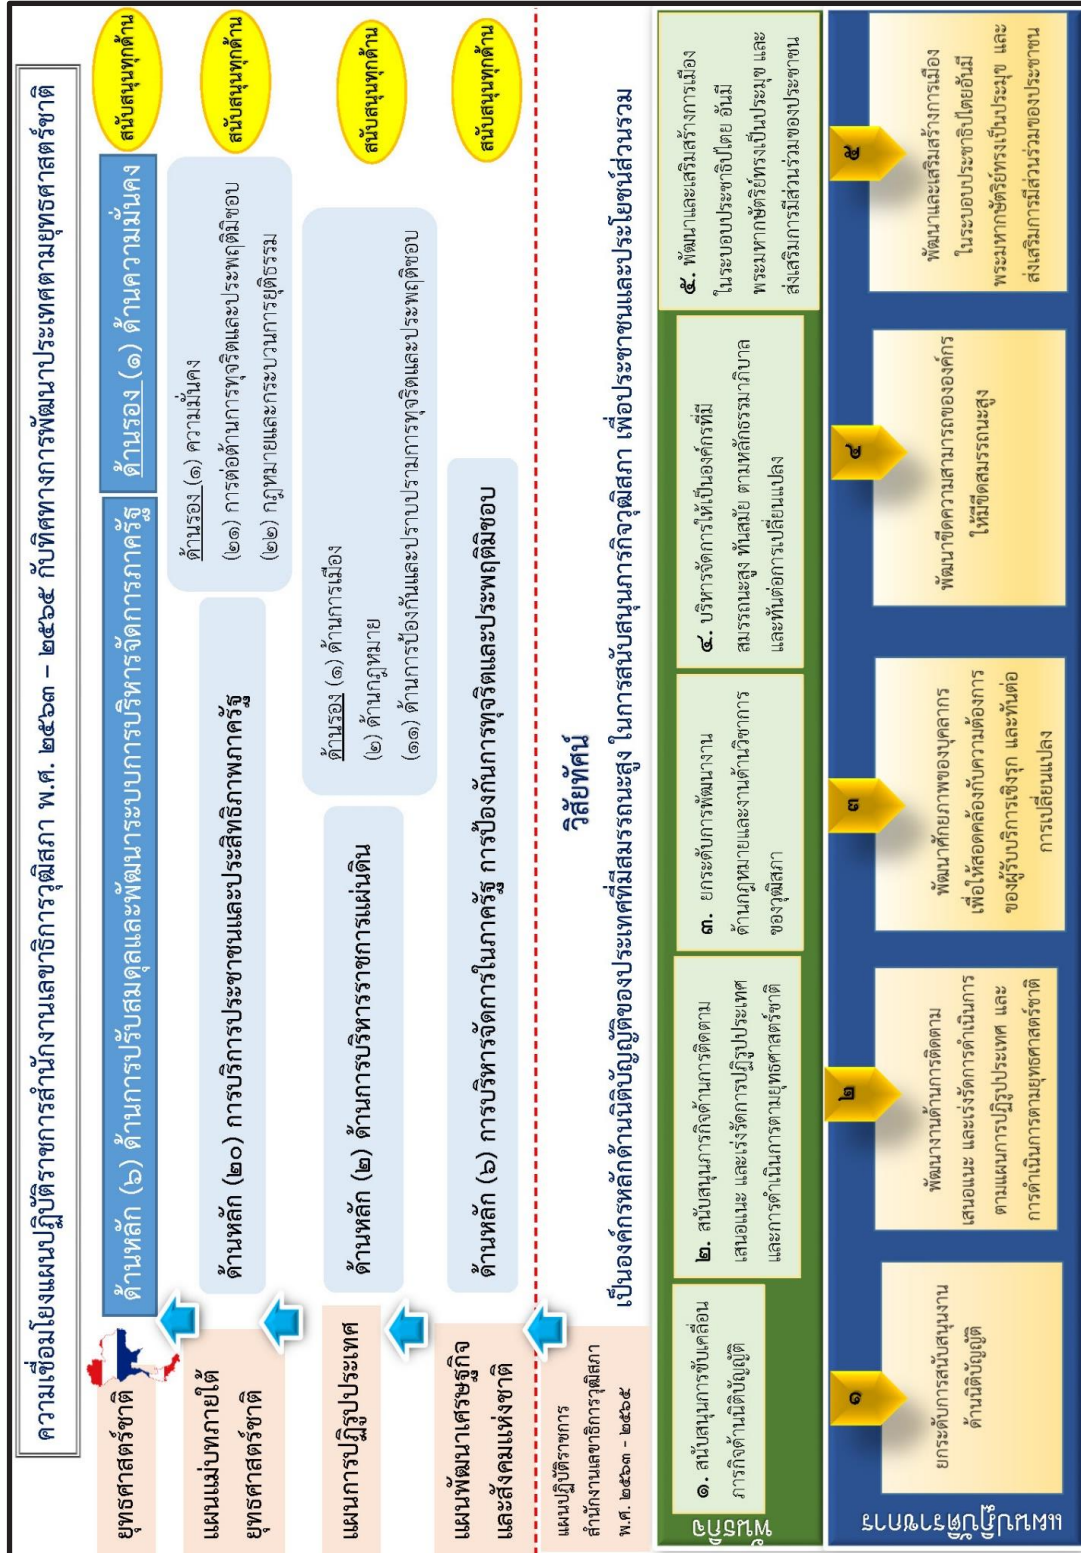 ความเชื่อมโยงแผนปฏิบัติราชการสำนักงานเลขาธิการวุฒิสภา พ.ศ. ๒๕๖๓ – ๒๕๖๕ กับทิศทางการพัฒนาประเทศตามยุทธศาสตร์ชาติ
ยุทธศาสตร์ชาติ
ด้านหลัก (๖) ด้านการปรับสมดุลและพัฒนาระบบการบริหารจัดการภาครัฐ
ด้านรอง (๑) ด้านความมั่นคง
สนับสนุนทุกด้าน
แผนแม่บทภายใต้
ยุทธศาสตร์ชาติ
ด้านหลัก (๒๐) การบริการประชาชนและประสิทธิภาพภาครัฐ
ด้านรอง (๑) ความมั่นคง
(๒๑) การต่อต้านการทุจริตและประพฤติมิชอบ
(๒๒) กฎหมายและกระบวนการยุติธรรม
สนับสนุนทุกด้าน
แผนการปฏิรูปประเทศ
ด้านหลัก (๒) ด้านการบริหารราชการแผ่นดิน
ด้านรอง (๑) ด้านการเมือง
(๒) ด้านกฎหมาย
(๑๑) ด้านการป้องกันและปราบปรามการทุจริตและประพฤติชอบ
สนับสนุนทุกด้าน
แผนพัฒนาเศรษฐกิจ
และสังคมแห่งชาติ
ด้านหลัก (๖) การบริหารจัดการในภาครัฐ การป้องกันการทุจริตและประพฤติมิชอบ
สนับสนุนทุกด้าน
แผนปฏิบัติราชการ
สำนักงานเลขาธิการวุฒิสภา
พ.ศ. ๒๕๖๓ - ๒๕๖๕
วิสัยทัศน์
เป็นองค์กรหลักด้านนิติบัญญัติของประเทศที่มีสมรรถนะสูง ในการสนับสนุนภารกิจวุฒิสภา เพื่อประชาชนและประโยชน์ส่วนรวม
พันธกิจ
๑. สนับสนุนการขับเคลื่อน
ภารกิจด้านนิติบัญญัติ
๒. สนับสนุนภารกิจด้านการติดตาม
เสนอแนะ และเร่งรัดการปฏิรูปประเทศ
และการดำเนินการตามยุทธศาสตร์ชาติ
๓. ยกระดับการพัฒนางาน
ด้านกฎหมายและงานด้านวิชาการ
ของวุฒิสภา
๔. บริหารจัดการให้เป็นองค์กรที่มี
สมรรถนะสูง ทันสมัย ตามหลักธรรมาภิบาล
และทันต่อการเปลี่ยนแปลง
๕. พัฒนาและเสริมสร้างการเมือง
ในระบอบประชาธิปไตย อันมี
พระมหากษัตริย์ทรงเป็นประมุข และ
ส่งเสริมการมีส่วนร่วมของประชาชน
แผนปฏิบัติราชการ
๑
ยกระดับการสนับสนุนงาน
ด้านนิติบัญญัติ
๒
พัฒนางานด้านการติดตาม
เสนอแนะ และเร่งรัดการดำเนินการ
ตามแผนการปฏิรูปประเทศ และ
การดำเนินการตามยุทธศาสตร์ชาติ
๓
พัฒนาศักยภาพของบุคลากร
เพื่อให้สอดคล้องกับความต้องการ
ของผู้รับบริการเชิงรุก และทันต่อ
การเปลี่ยนแปลง
๔
พัฒนาขีดความสามารถขององค์กร
ให้มีขีดสมรรถนะสูง
๕
พัฒนาและเสริมสร้างการเมือง
ในระบอบประชาธิปไตยอันมี
พระมหากษัตริย์ทรงเป็นประมุข และ
ส่งเสริมการมีส่วนร่วมของประชาชน